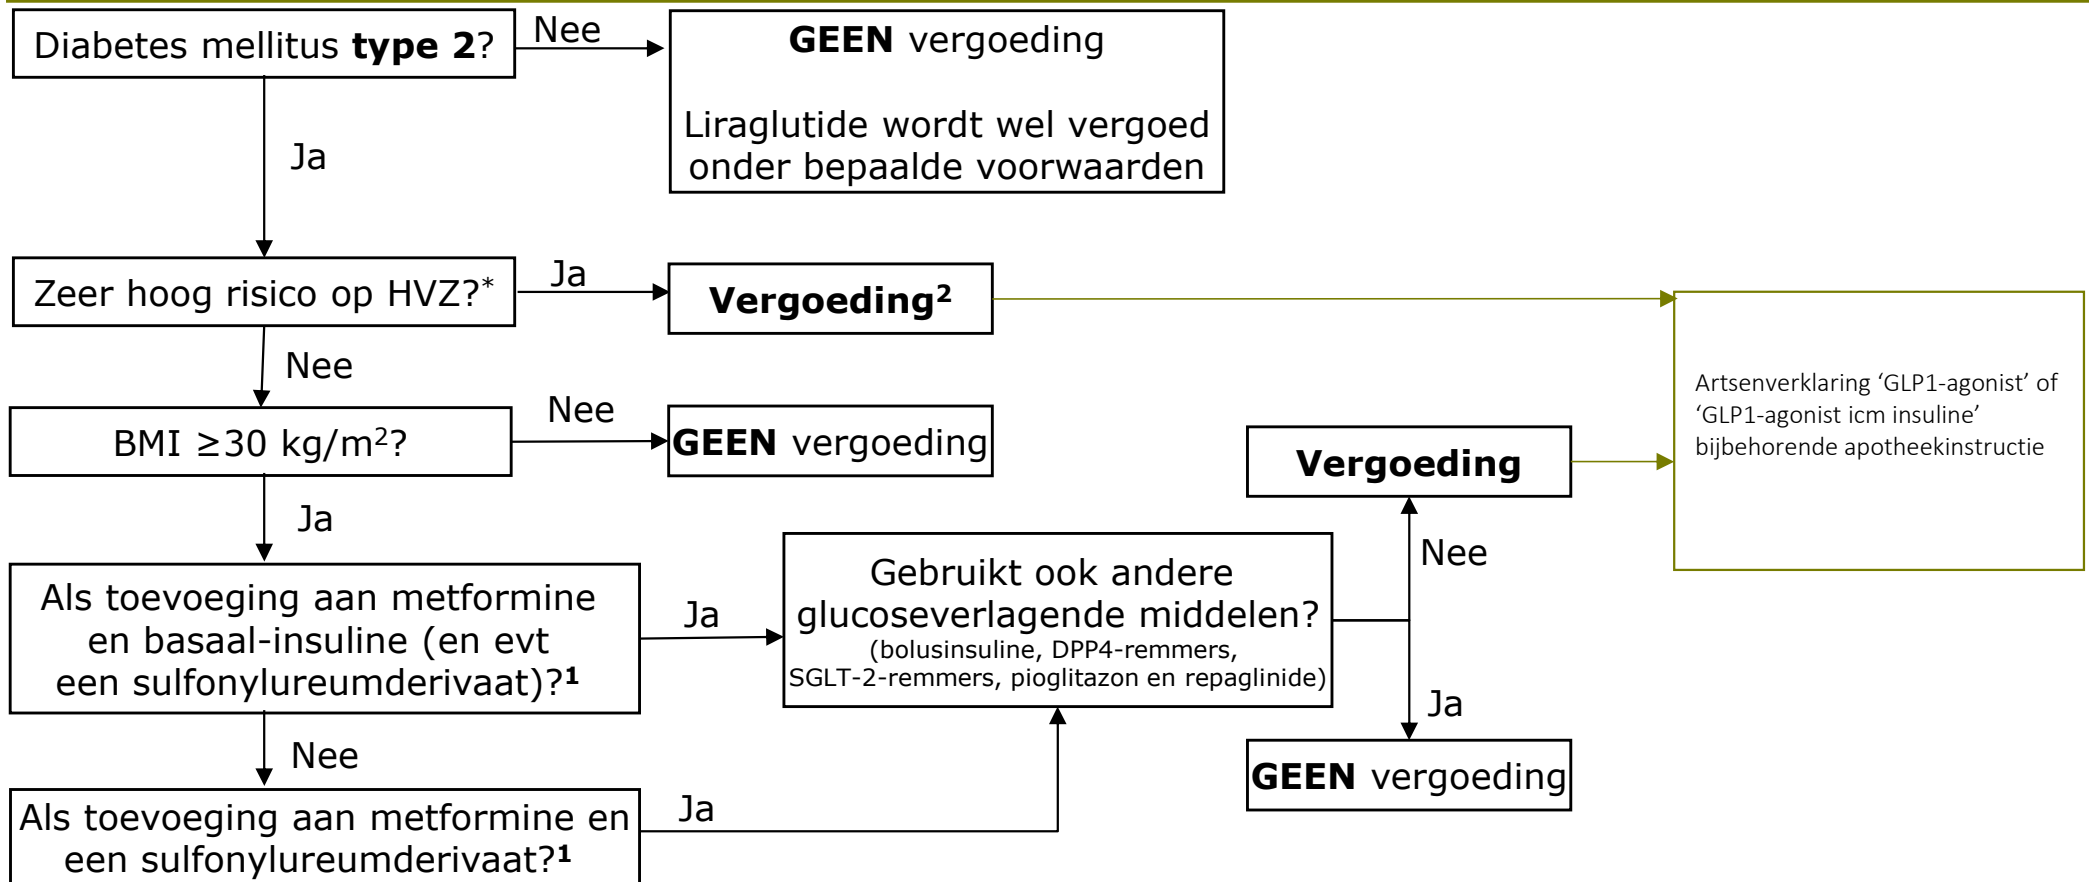 Diabetes mellitus type 2?
Nee
GEEN vergoeding
Liraglutide wordt wel vergoed
onder bepaalde voorwaarden
Ja
Zeer hoog risico op HVZ?*
Ja
Vergoeding²
Nee
BMI ≥30 kg/m²?
Nee
GEEN vergoeding
Artsenverklaring ‘GLP1-agonist’ of
‘GLP1-agonist icm insuline’
bijbehorende apotheekinstructie
Vergoeding
Ja
Nee
Als toevoeging aan metformine
en basaal-insuline (en evt
een sulfonylureumderivaat)?¹
Ja
Gebruikt ook andere
glucoseverlagende middelen?
(bolusinsuline, DPP4-remmers,
SGLT-2-remmers, pioglitazon en repaglinide)
Ja
GEEN vergoeding
Nee
Als toevoeging aan metformine en
een sulfonylureumderivaat?¹
Ja